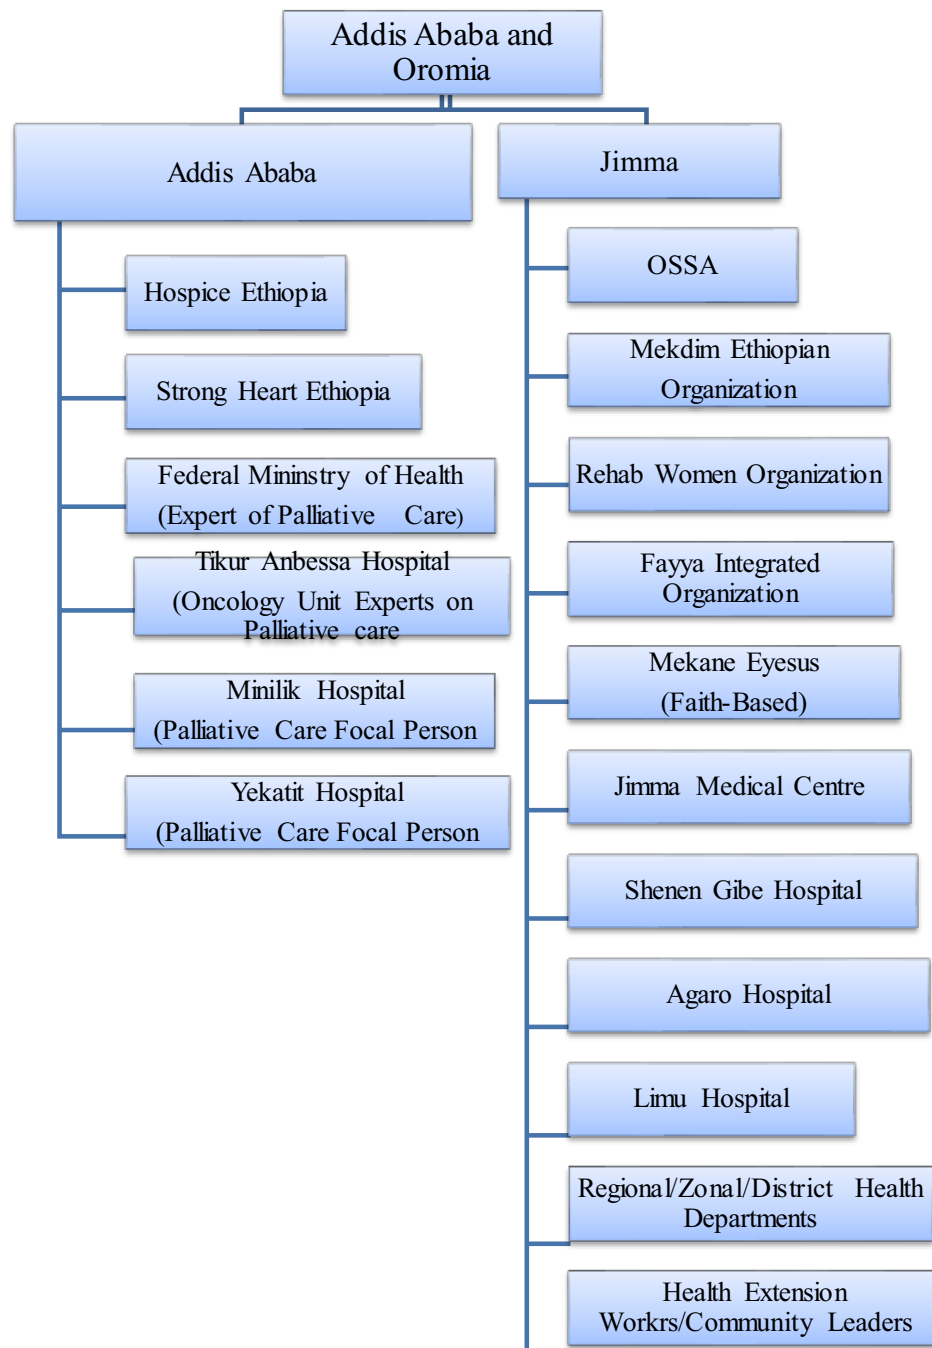 Addis Ababa and
Oromia
Addis Ababa
Hospice Ethiopia
Strong Heart Ethiopia
Federal Mininstry of Health
(Expert of Palliative Care)
Tikur Anbessa Hospital
(Oncology Unit Experts on
Palliative care
Minilik Hospital
(Palliative Care Focal Person
Yekatit Hospital
(Palliative Care Focal Person
Jimma
OSSA
Mekdim Ethiopian
Organization
Rehab Women Organization
Fayya Integrated
Organization
Mekane Eyesus
(Faith-Based)
Jimma Medical Centre
Shenen Gibe Hospital
Agaro Hospital
Limu Hospital
Regional/Zonal/District Health
Departments
Health Extension
Workrs/Community Leaders